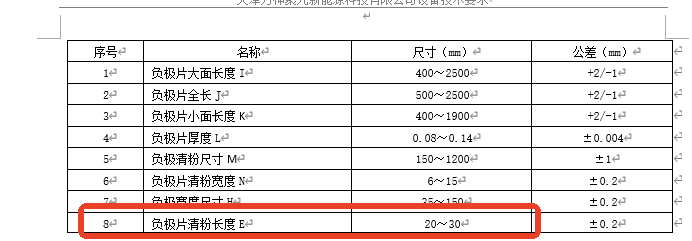 序号 名称 尺寸（mm） 公差（mm）
1 负极片大面长度 I 400～2500 +2/-1
2 负极片全长 J 500～2500 +2/-1
3 负极片小面长度 K 400～1900 +2/-1
4 负极片厚度 L 0.08～0.14 ±0.004
5 负极清粉尺寸 M 150～1200 ±1
6 负极片清粉宽度 N 6～15 ±0.2
7 负极宽度尺寸 H 35～150 ±0.2
8 负极片清粉长度 E 20～30 ±0.2